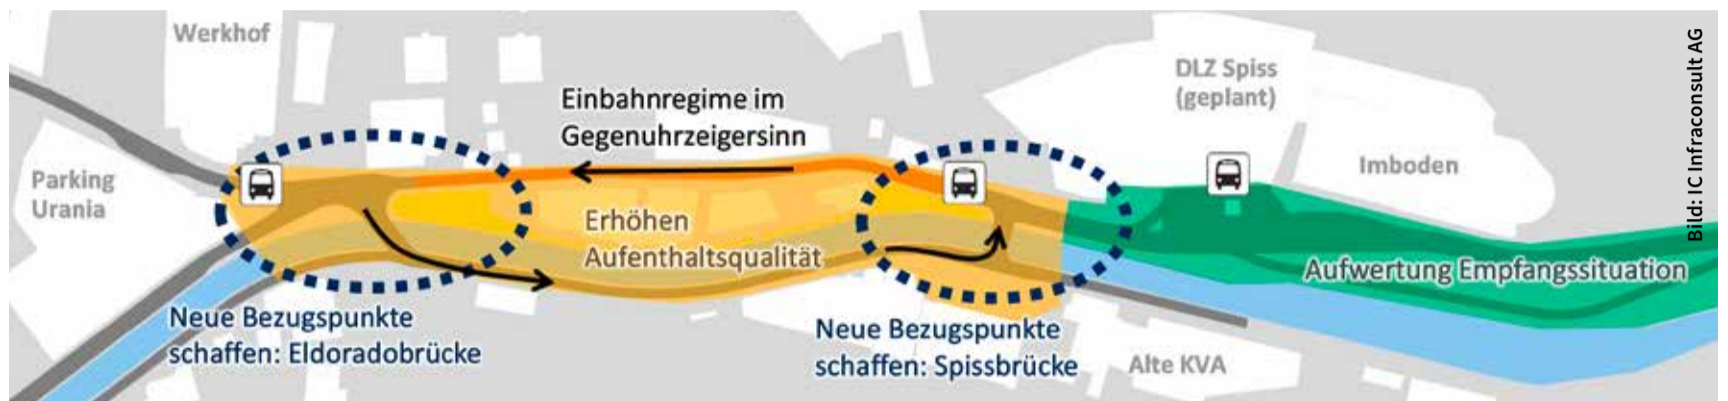 Werkhof
Parking
Urania
Einbahnregime im
Gegenuhrzeigersinn
Erhöhen
Aufenthaltsqualität
Neue Bezugspunkte
schaffen: Eldoradobrücke
Neue Bezugspunkte
schaffen: Spissbrücke
DLZ Spiss
(geplant)
Imboden
Aufwertung Empfangssituation
Alte KVA
Bild: IC Infraconsult AG